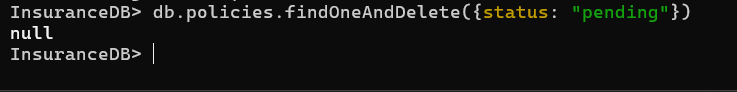 InsuranceDB> db.policies.findOneAndDelete({status: "pending"})
null
InsuranceDB>